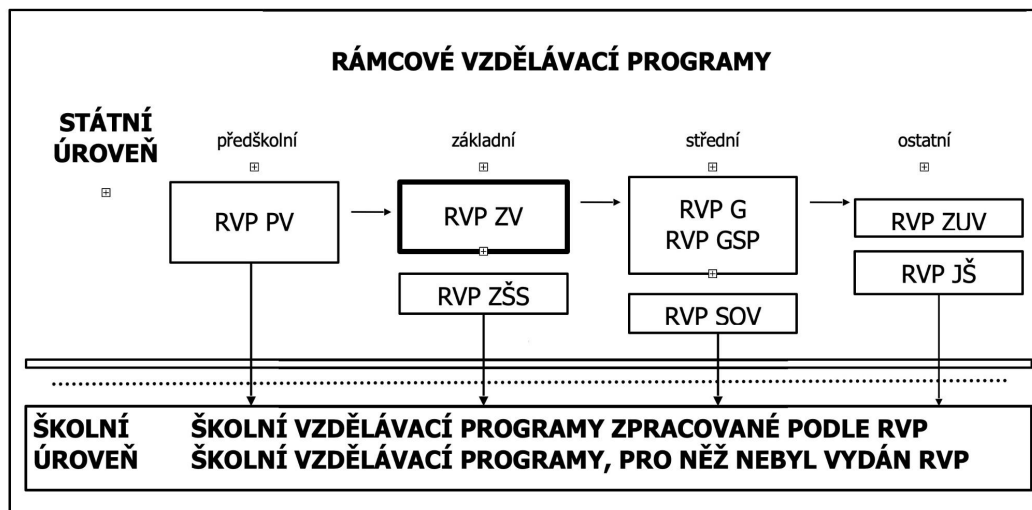 RÁMCOVÉ VZDĚLÁVACÍ PROGRAMY
STÁTNÍ
ÚROVEŇ
předškolní
základní
střední
ostatní
RVP PV
RVP ZV
RVP G
RVP GSP
RVP ZUV
RVP ZŠS
RVP SOV
RVP JŠ
ŠKOLNÍ ŠKOLNÍ VZDĚLÁVACÍ PROGRAMY ZPRACOVANÉ PODLE RVP
ÚROVEŇ ŠKOLNÍ VZDĚLÁVACÍ PROGRAMY, PRO NĚŽ NEBYL VYDÁN RVP